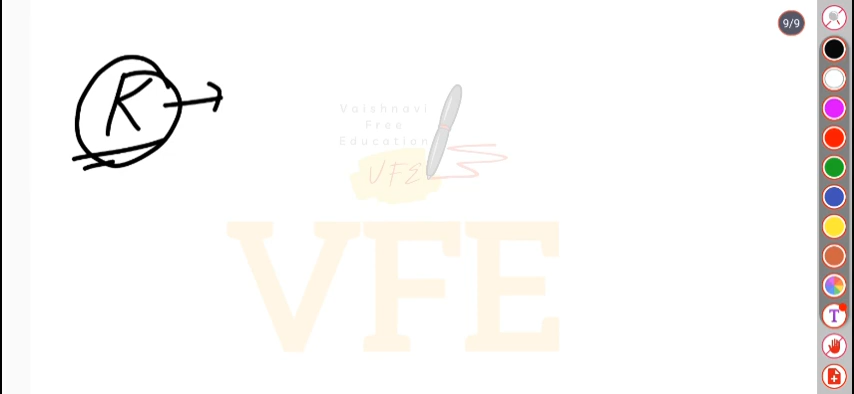 9/9
K
Vaishnavi
Free
Education
VFE
VFE
T